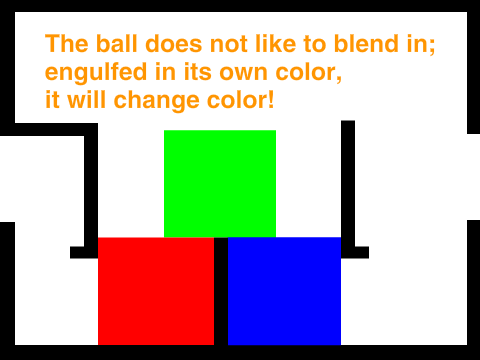 The ball does not like to blend in;
engulfed in its own color,
it will change color!